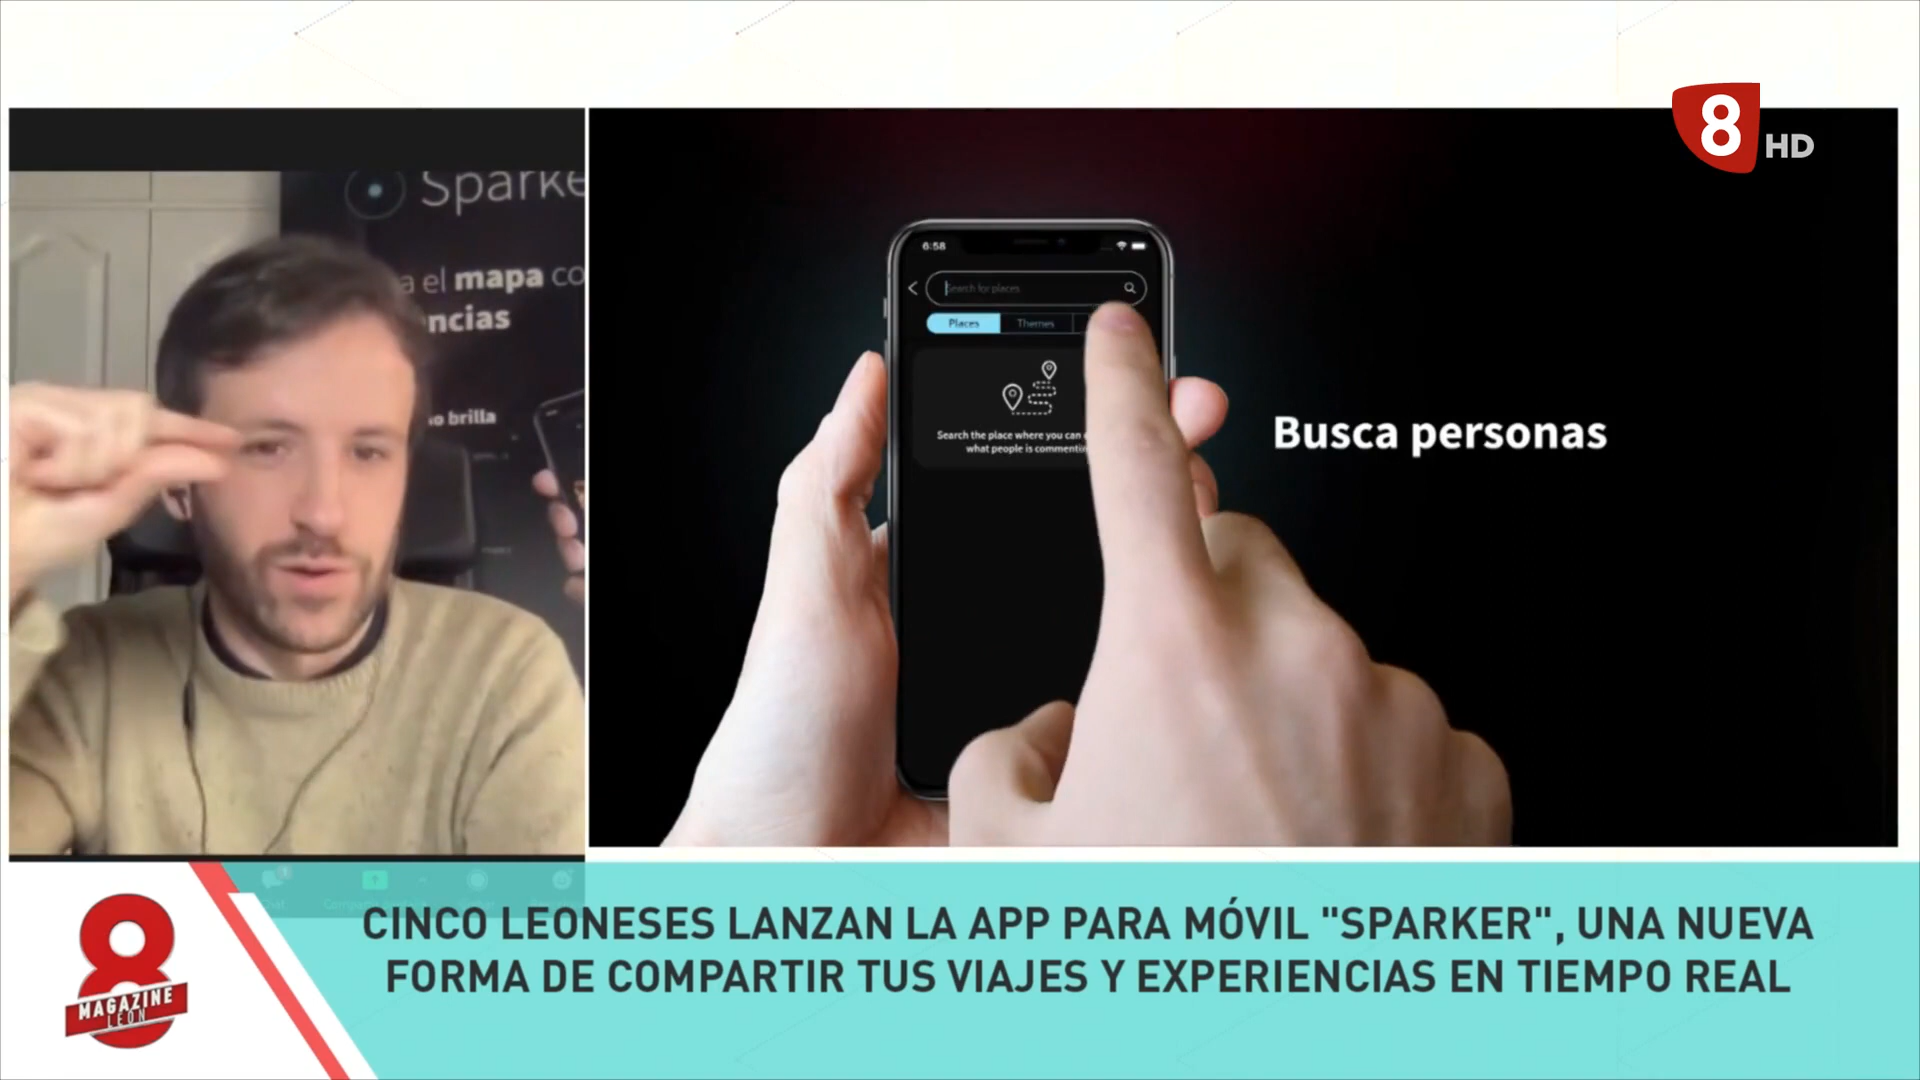 8 HD
Sparke
a el mapa co
ncias
o brilla
6:58
Search for places
Places
Themes
Search the place where you can
what people is commentin
Busca personas
CINCO LEONESES LANZAN LA APP PARA MÓVIL "SPARKER", UNA NUEVA
FORMA DE COMPARTIR TUS VIAJES Y EXPERIENCIAS EN TIEMPO REAL
8
MAGAZINE
LEÓN